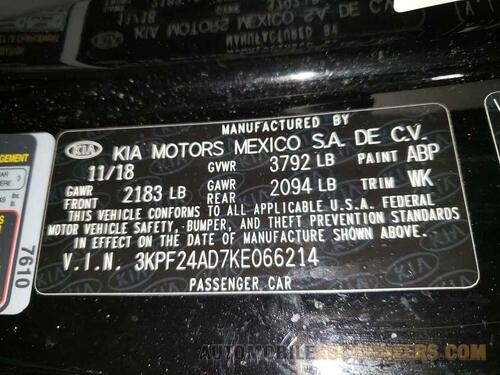 MANUFACTURED BY
KIA KIA MOTORS MEXICO S.A. DE C.V.
11/18 GVWR 3792 LB PAINT ABP
GAWR FRONT 2183 LB GAWR REAR 2094 LB TRIM WK
THIS VEHICLE CONFORMS TO ALL APPLICABLE U.S.A. FEDERAL
MOTOR VEHICLE SAFETY, BUMPER, AND THEFT PREVENTION STANDARDS
IN EFFECT ON THE DATE OF MANUFACTURE SHOWN ABOVE.
V.I.N. 3KPF24AD7KE066214
PASSENGER CAR
7610
AUTOMOBILEAUCTIONVIEWERS.COM